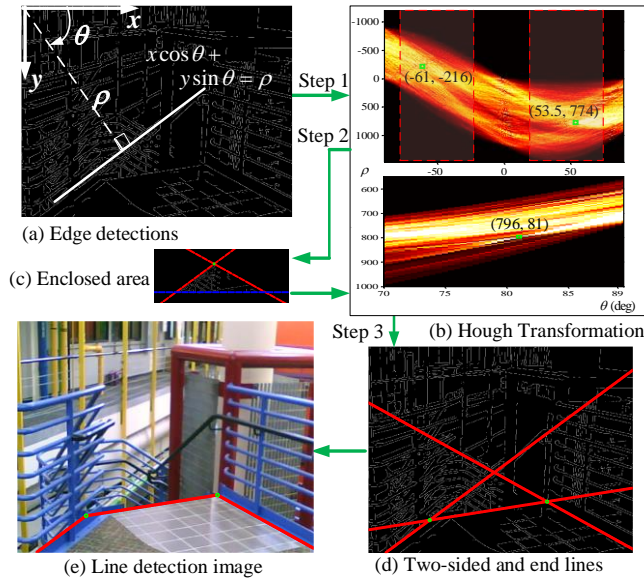 x
θ
y
ρ
x cos θ +
y sin θ = ρ
(a) Edge detections
Step 1
Step 2
-1000
0
500
1000
ρ
-50
0
50
(-61, -216)
(53.5, 774)
600
700
800
900
1000
70
75
80
85
89
(796, 81)
θ (deg)
(b) Hough Transformation
(c) Enclosed area
Step 3
(d) Two-sided and end lines
(e) Line detection image